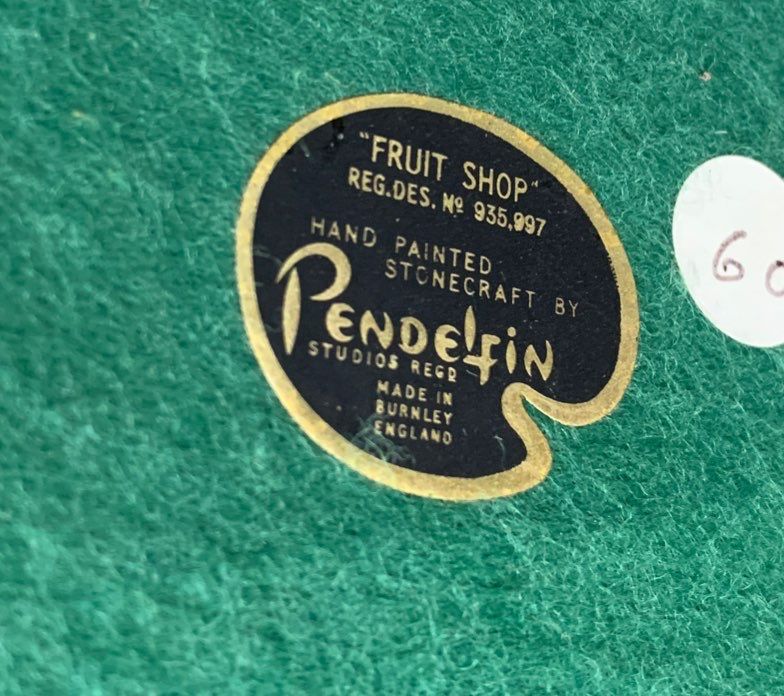 "FRUIT SHOP"
REG.DES. Nº 935,997
HAND PAINTED
STONECRAFT BY
PENDELFIN
STUDIOS REGD
MADE IN
BURNLEY
ENGLAND
60